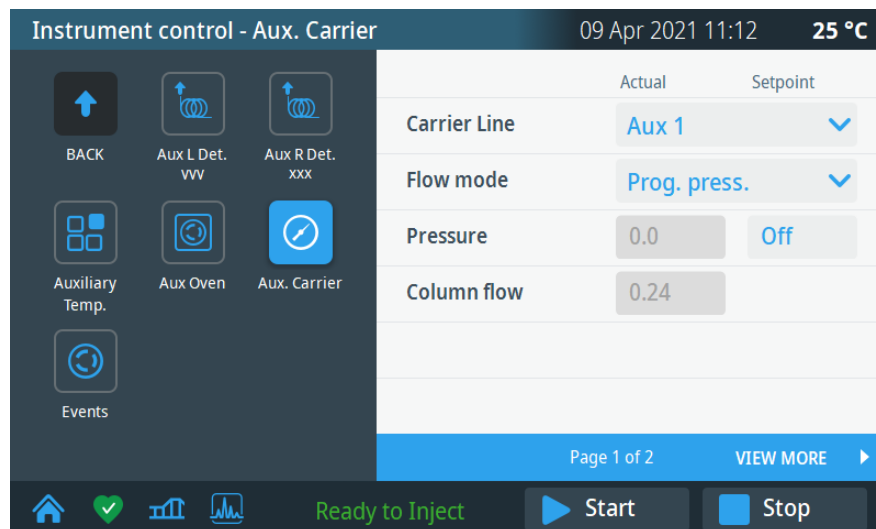 Instrument control - Aux. Carrier 09 Apr 2021 11:12 25 °C
BACK
Aux L Det.
vvv
Aux R Det.
xxx
Auxiliary
Temp.
Aux Oven
Aux. Carrier
Events
Actual Setpoint
Carrier Line Aux 1
Flow mode Prog. press.
Pressure 0.0 Off
Column flow 0.24
Page 1 of 2 VIEW MORE
Ready to Inject Start Stop